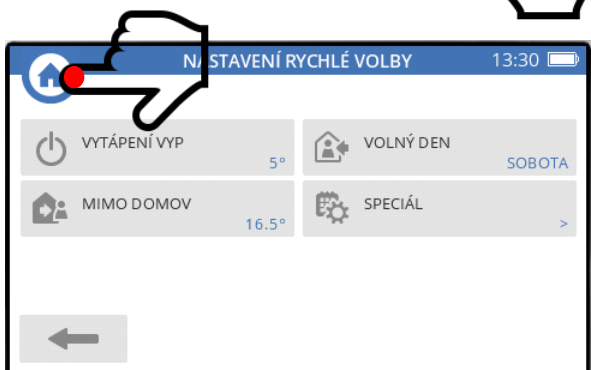 NASTAVENÍ RYCHLÉ VOLBY 13:30
VYTÁPENÍ VYP
5°
VOLNÝ DEN
SOBOTA
MIMO DOMOV
16.5°
SPECIÁL
>